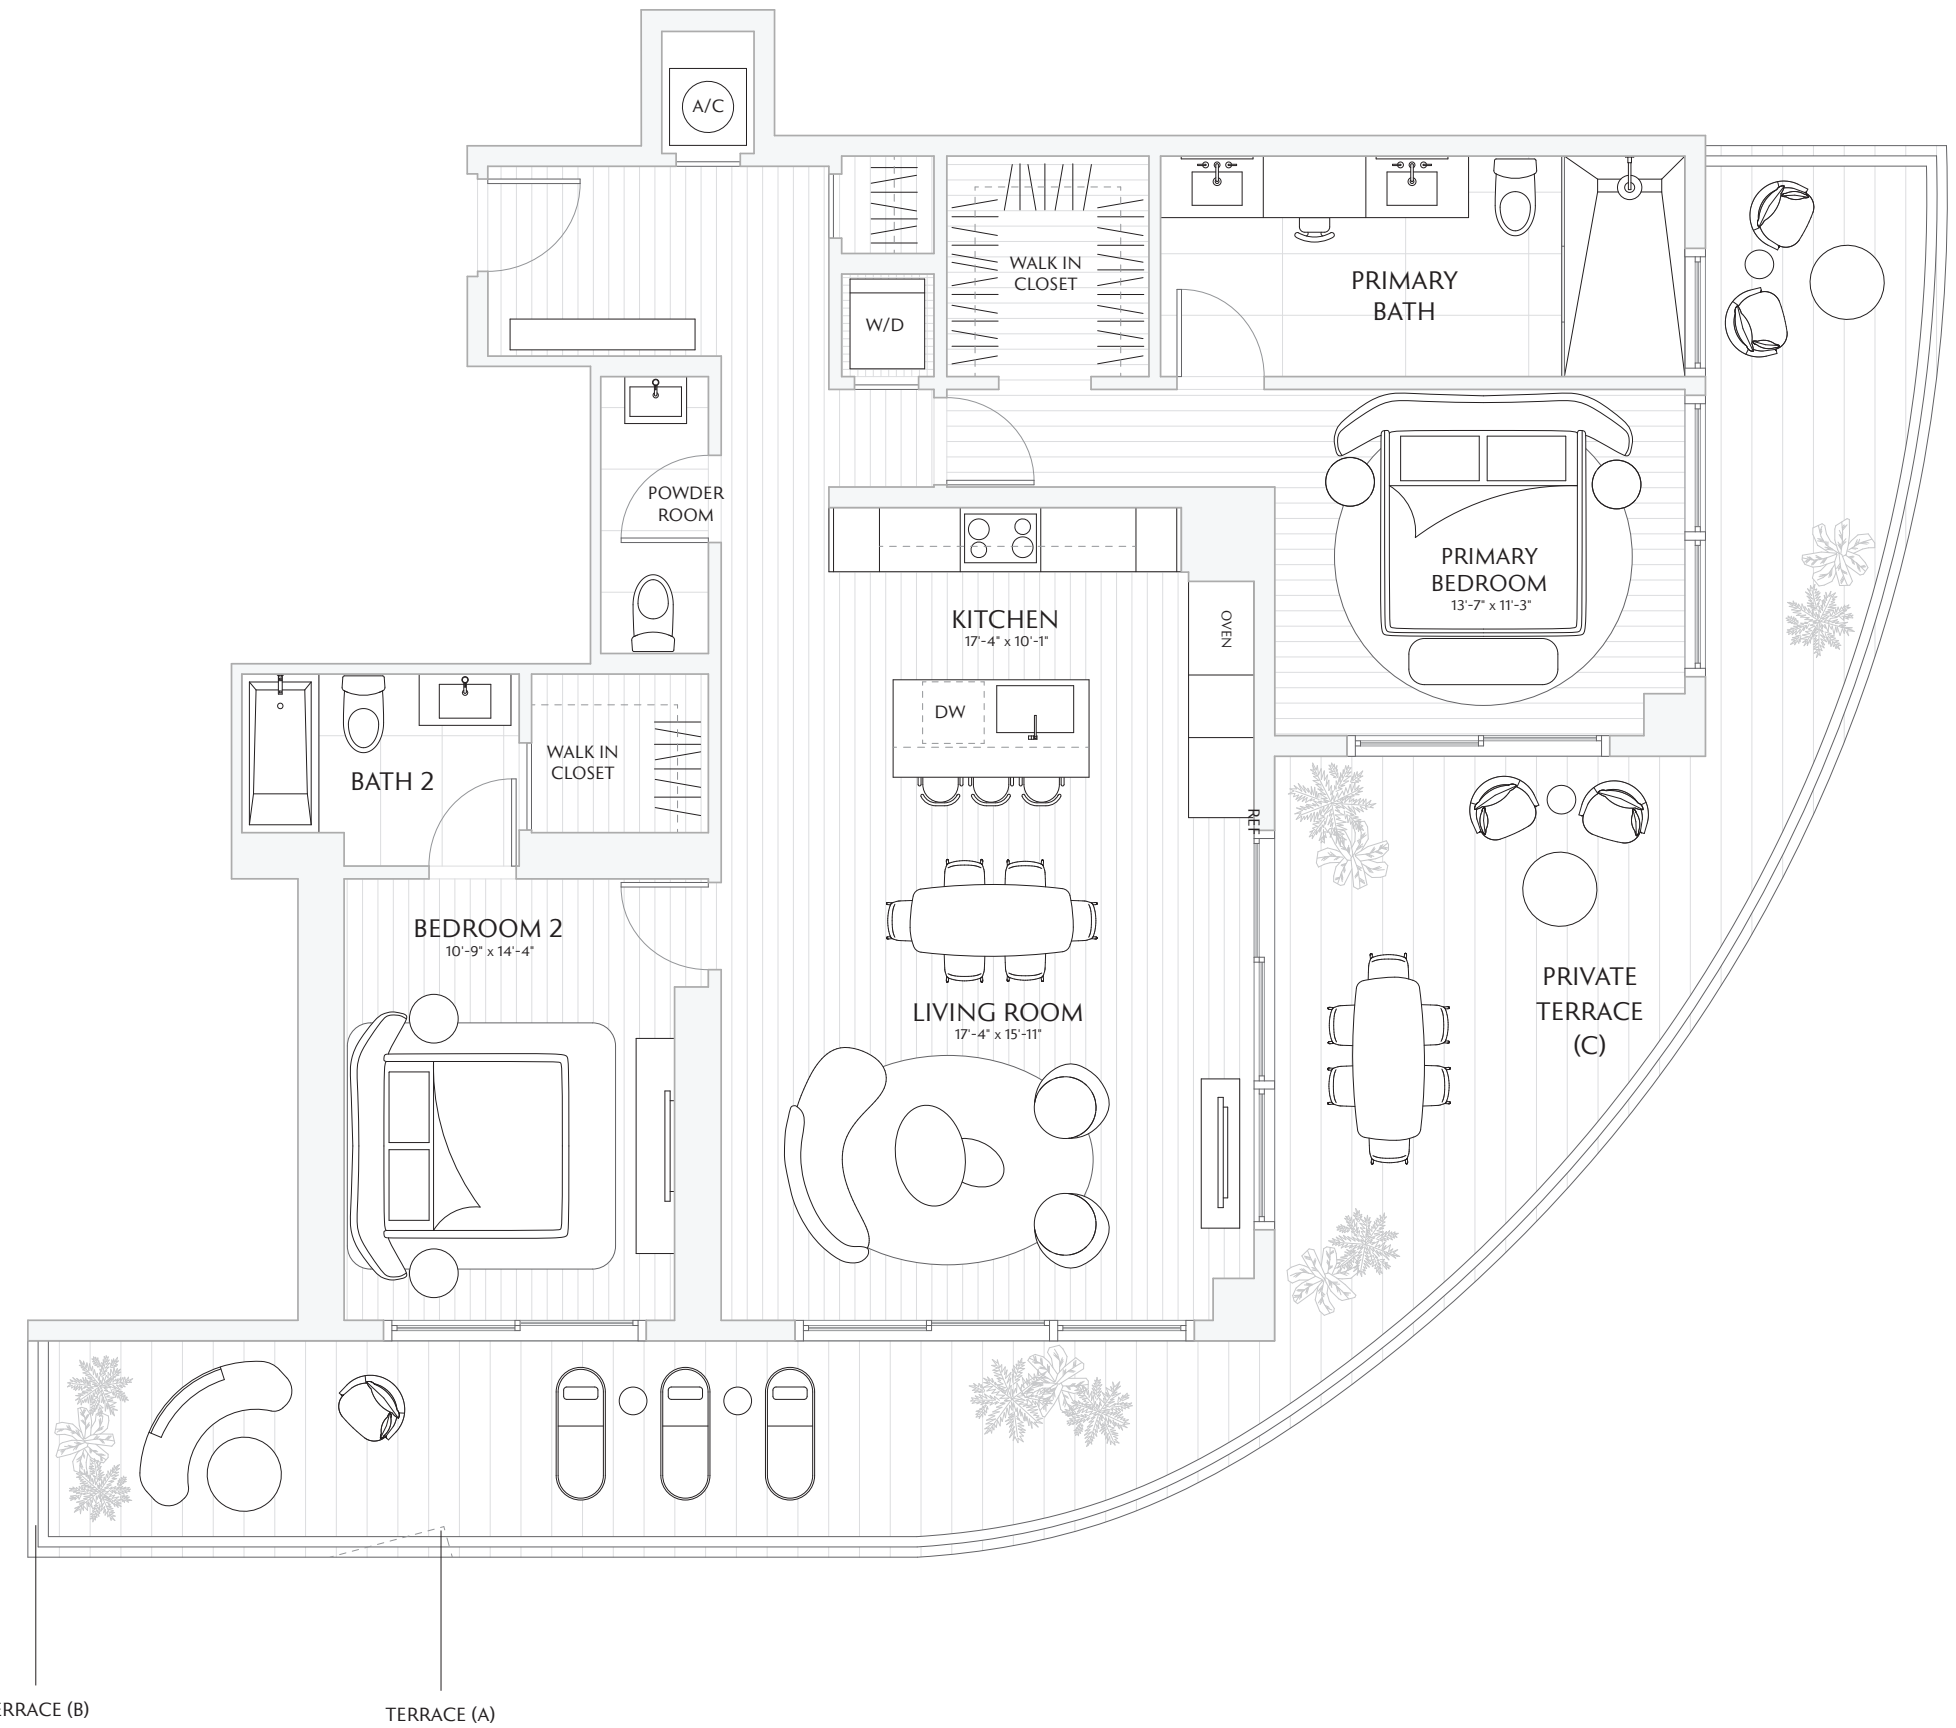 A/C
WALK IN
CLOSET
PRIMARY
BATH
W/D
POWDER
ROOM
PRIMARY
BEDROOM
13'-7" x 11'-3"
KITCHEN
17'-4" x 10'-1"
OVEN
DW
WALK IN
CLOSET
BATH 2
REF
BEDROOM 2
10'-9" x 14'-4"
LIVING ROOM
17'-4" x 15'-11"
PRIVATE
TERRACE
(C)
ERRACE (B)
TERRACE (A)